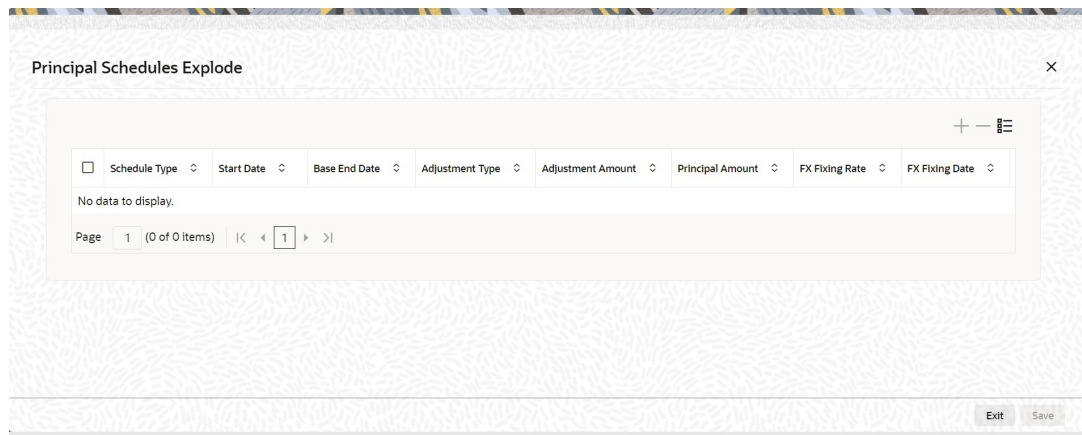 Principal Schedules Explode
Schedule Type Start Date Base End Date Adjustment Type Adjustment Amount Principal Amount FX Fixing Rate FX Fixing Date
No data to display.
Page 1 (0 of 0 items) 1
Exit Save